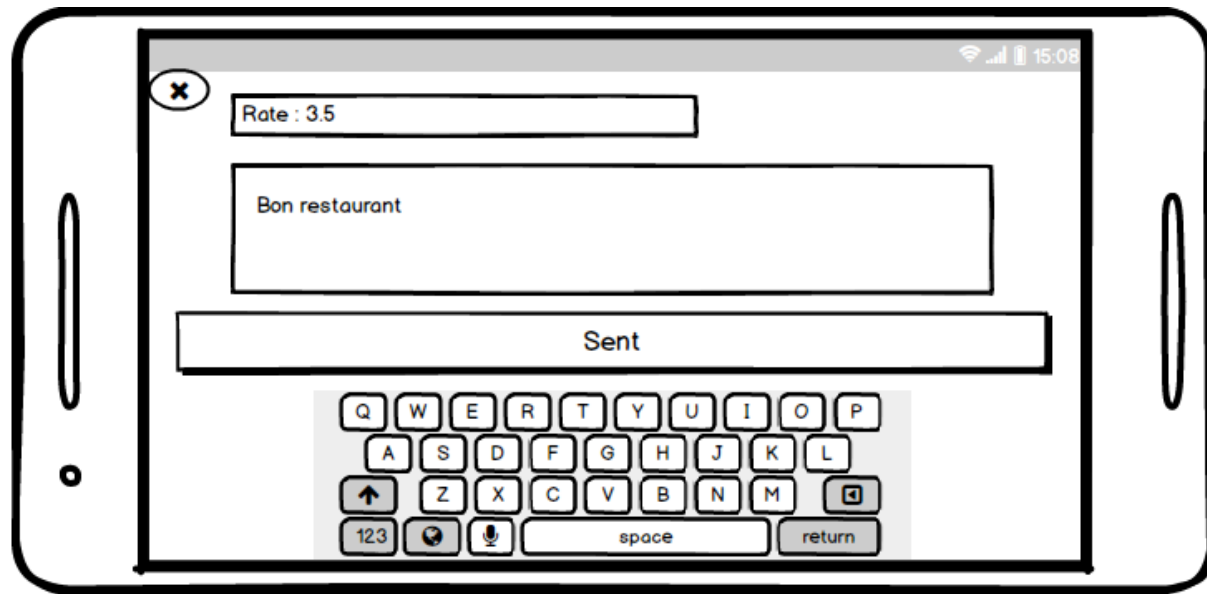 15:08
Rate : 3.5
Bon restaurant
Sent
Q W E R T Y U I O P
A S D F G H J K L
Z X C V B N M
123 space return